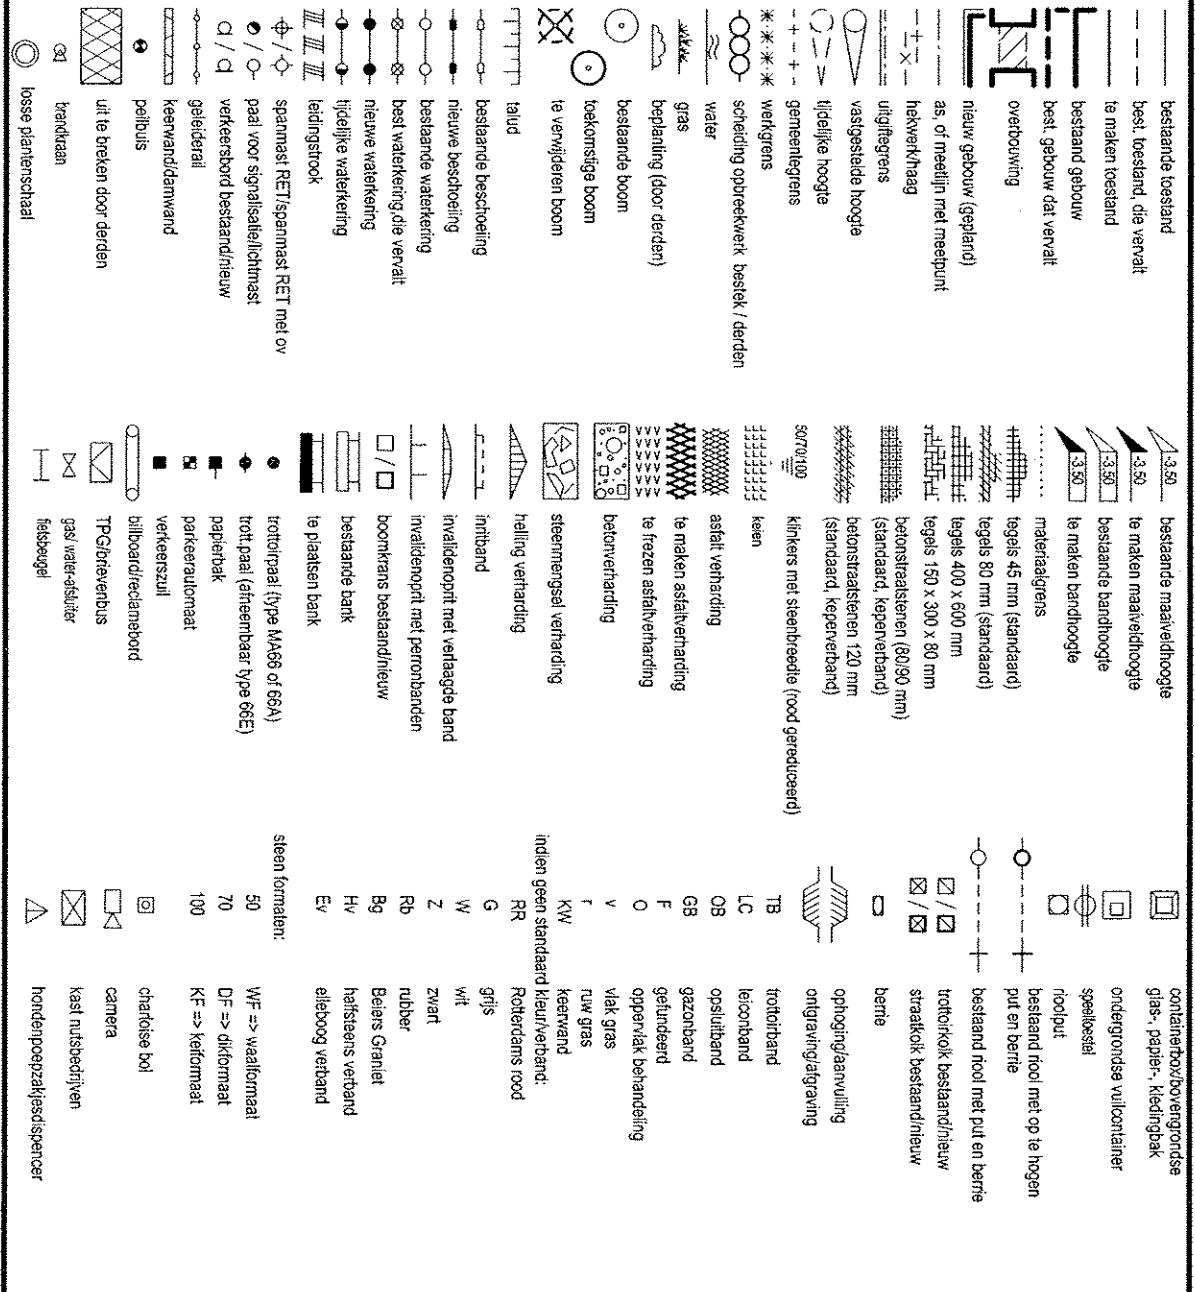 bestaande toestand
best. toestand, die vervalt
te maken toestand
bestaand gebouw
best. gebouw dat vervalt
overbouwing
nieuw gebouw (gepland)
as, of meetlijn met meetpunt
uitgiftegrens
hekwerk/haag
vastgestelde hoogte
tijdelijke hoogte
gemeentegrens
werkgrens
scheiding opbreekwerk bestek / derden
water
gras
beplanting (door derden)
bestaande boom
toekomstige boom
te verwijderen boom
talud
bestaande beschoeiing
nieuwe beschoeiing
bestaande waterkering
best waterkering,die vervalt
nieuwe waterkering
tijdelijke waterkering
leidingstrook
spanmast RET/spanmast RET met ov
paal voor signalisatie/lichtmast
verkeersbord bestaand/nieuw
geleiderail
keerwand/damwand
peilbuis
uit te breken door derden
brandkraan
losse plantenschaal
-3.50 bestaande maaiveldhoogte
-3.50 te maken maaiveldhoogte
-3.50 bestaande bandhoogte
-3.50 te maken bandhoogte
materiaalgrens
tegels 45 mm (standaard)
tegels 80 mm (standaard)
tegels 400 x 600 mm
tegels 150 x 300 x 80 mm
betonstraatstenen (80/90 mm)
(standaard, keperverband)
betonstraatstenen 120 mm
(standaard, keperverband)
50/70/100 klinkers met steenbreedte (rood gereduceerd)
keien
asfalt verharding
te maken asfaltverharding
te frezen asfaltverharding
betonverharding
steenmengsel verharding
helling verharding
inritband
invalidenoprit met verlaagde band
invalidenoprit met perronbanden
boomkrans bestaand/nieuw
bestaande bank
te plaatsen bank
trottoirpaal (type MA66 of 66A)
trott.paal (afneembaar type 66E)
papierbak
parkeerautomat
verkeerszuil
billboard/reclamebord
TPG/brievenbus
gas/ water-afsluiter
fietsbeugel
containerbox/bovengrondse
glas-, papier-, kledingbak
ondergrondse vuilcontainer
speeltoestel
rioolput
bestaand riool met op te hogen
put en berrie
bestaand riool met put en berrie
trottoirkolk bestaand/nieuw
straatkolk bestaand/nieuw
berrie
ophoging/aanvulling
ontgraving/afgraving
TB trottoirband
LC leiconband
OB opsluitband
GB gazonband
F gefundeerd
O oppervlak behandeling
v vlak gras
r ruw gras
KW keerwand
indien geen standaard kleur/verband:
RR Rotterdams rood
G grijs
W wit
Z zwart
Rb rubber
Bg Beiers Graniet
Hv halfsteens verband
Ev elleboog verband
steen formaten:
50 WF => waalformaat
70 DF => dikformaat
100 KF => keiformaat
charloise bol
camera
kast nutsbedrijven
hondenpoepzakjesdispencer